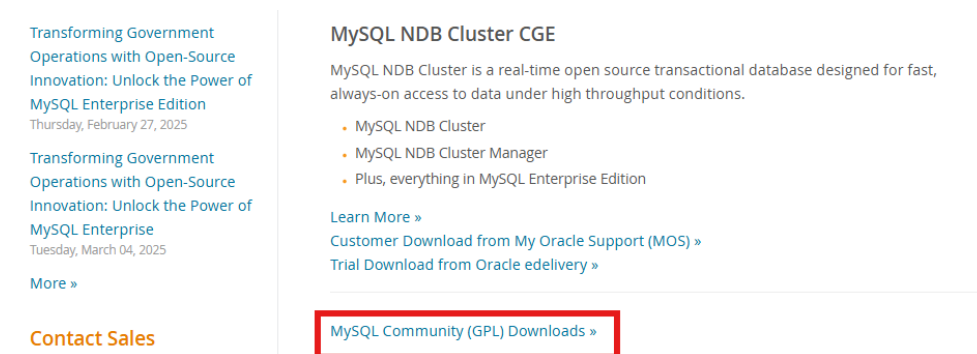 Transforming Government
Operations with Open-Source
Innovation: Unlock the Power of
MySQL Enterprise Edition
Thursday, February 27, 2025
Transforming Government
Operations with Open-Source
Innovation: Unlock the Power of
MySQL Enterprise
Tuesday, March 04, 2025
More »
Contact Sales
MySQL NDB Cluster CGE
MySQL NDB Cluster is a real-time open source transactional database designed for fast,
always-on access to data under high throughput conditions.
• MySQL NDB Cluster
• MySQL NDB Cluster Manager
• Plus, everything in MySQL Enterprise Edition
Learn More »
Customer Download from My Oracle Support (MOS) »
Trial Download from Oracle edelivery »
MySQL Community (GPL) Downloads »